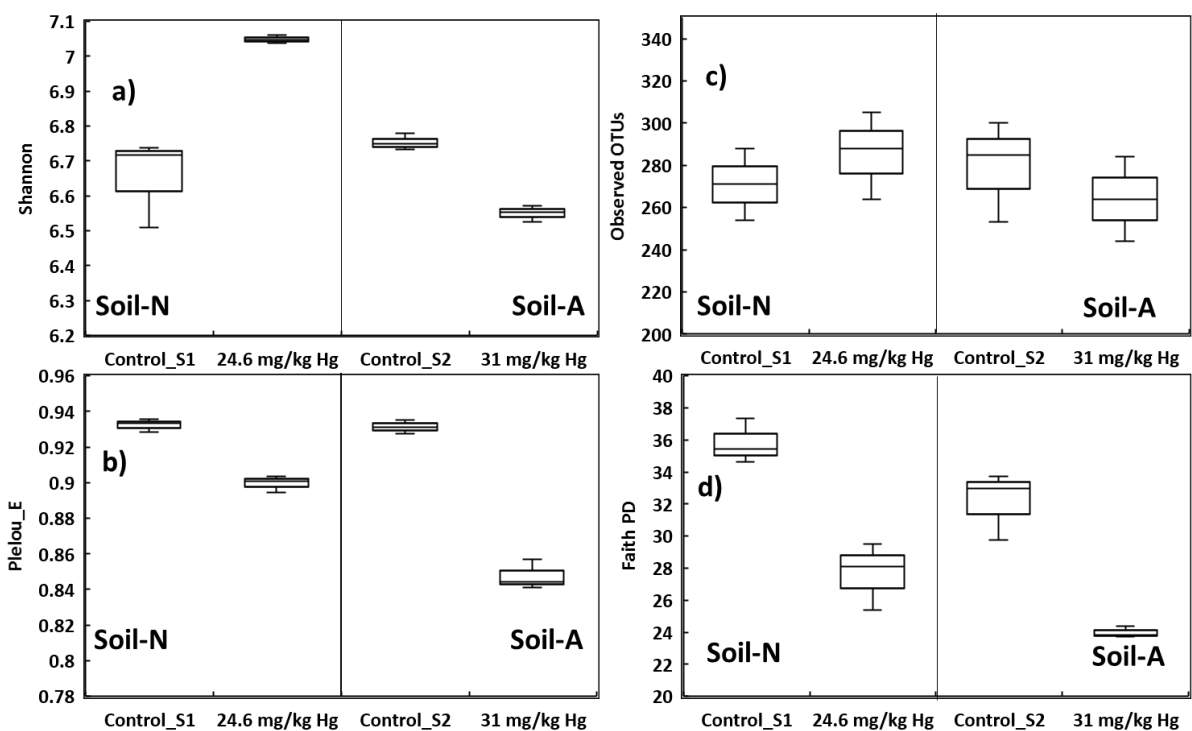 7.1
7
6.9
6.8
6.7
6.6
6.5
6.4
6.3
6.2
Shannon
a)
Soil-N
Soil-A
Control_S1 24.6 mg/kg Hg Control_S2 31 mg/kg Hg
340
320
300
280
260
240
220
200
Observed OTUs
c)
Soil-N
Soil-A
Control_S1 24.6 mg/kg Hg Control_S2 31 mg/kg Hg
0.96
0.94
0.92
0.9
0.88
0.86
0.84
0.82
0.8
0.78
Plelou_E
b)
Soil-N
Soil-A
Control_S1 24.6 mg/kg Hg Control_S2 31 mg/kg Hg
40
38
36
34
32
30
28
26
24
22
20
Faith PD
d)
Soil-N
Soil-A
Control_S1 24.6 mg/kg Hg Control_S2 31 mg/kg Hg